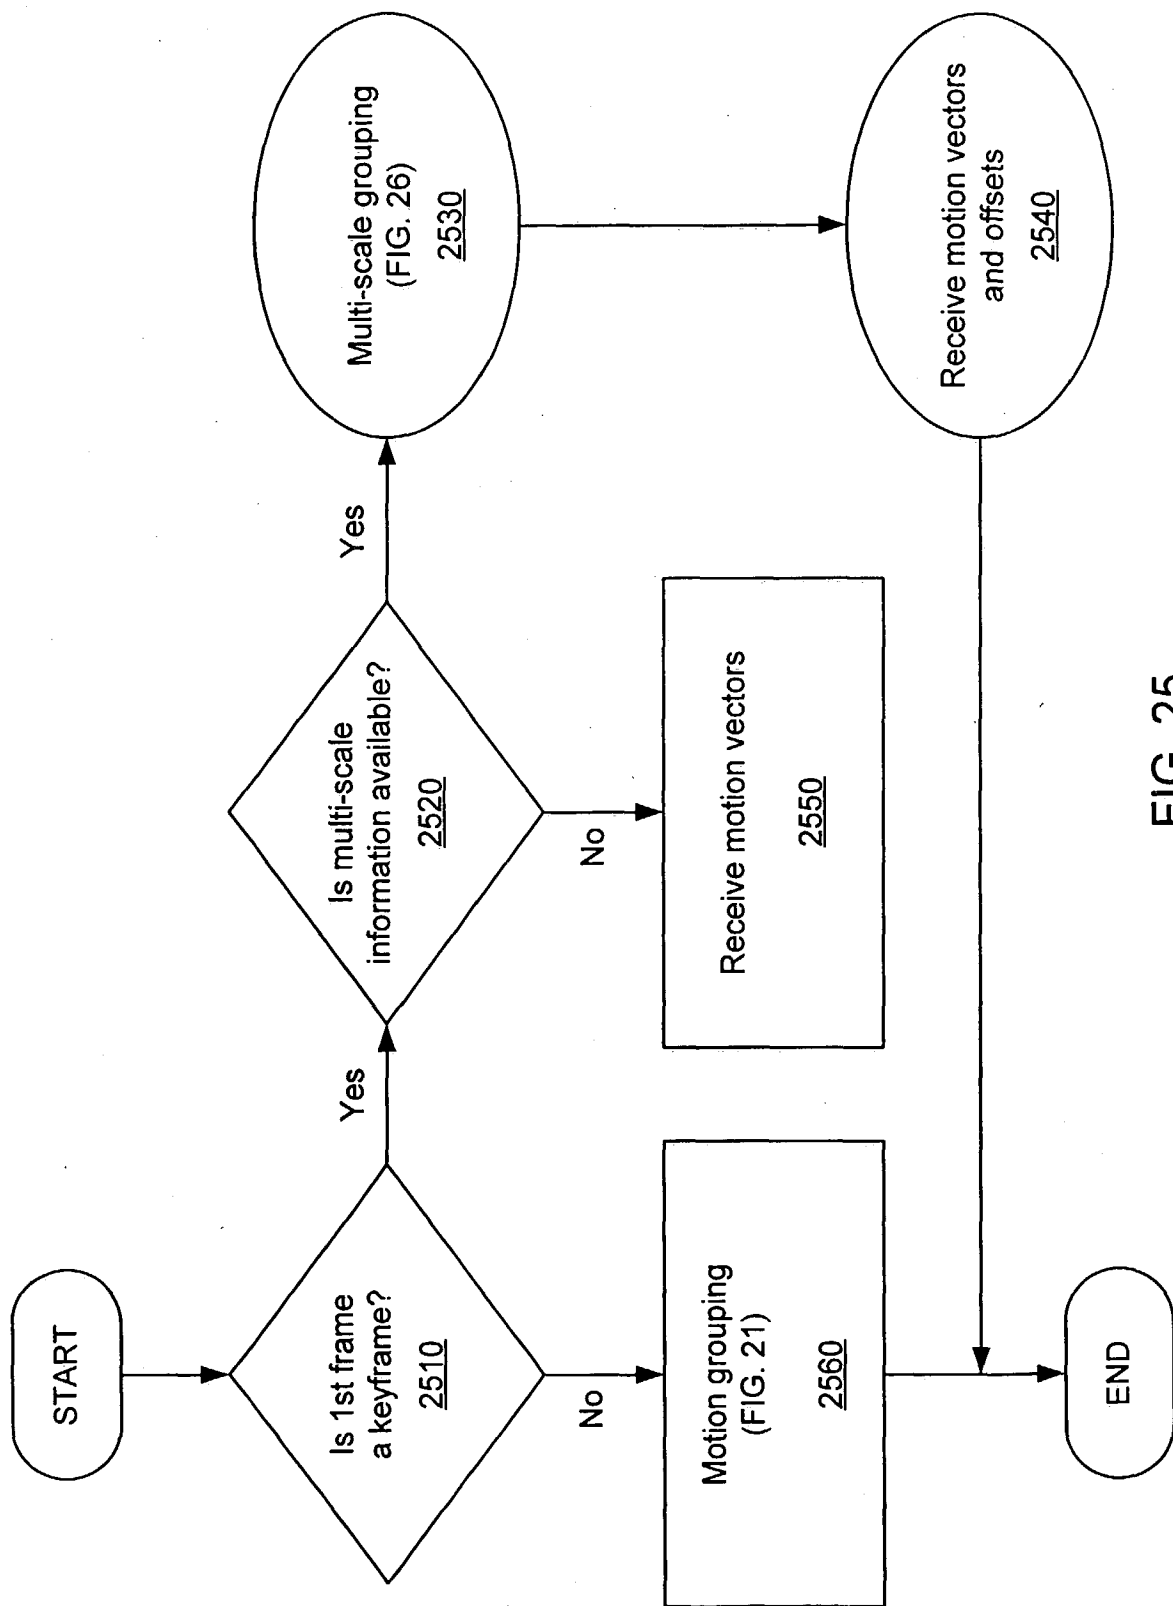 START
Is 1st frame
a keyframe?
2510
Yes
No
Is multi-scale
information available?
2520
Yes
No
Multi-scale grouping
(FIG. 26)
2530
Motion grouping
(FIG. 21)
2560
Receive motion vectors
2550
Receive motion vectors
and offsets
2540
END
FIG. 25